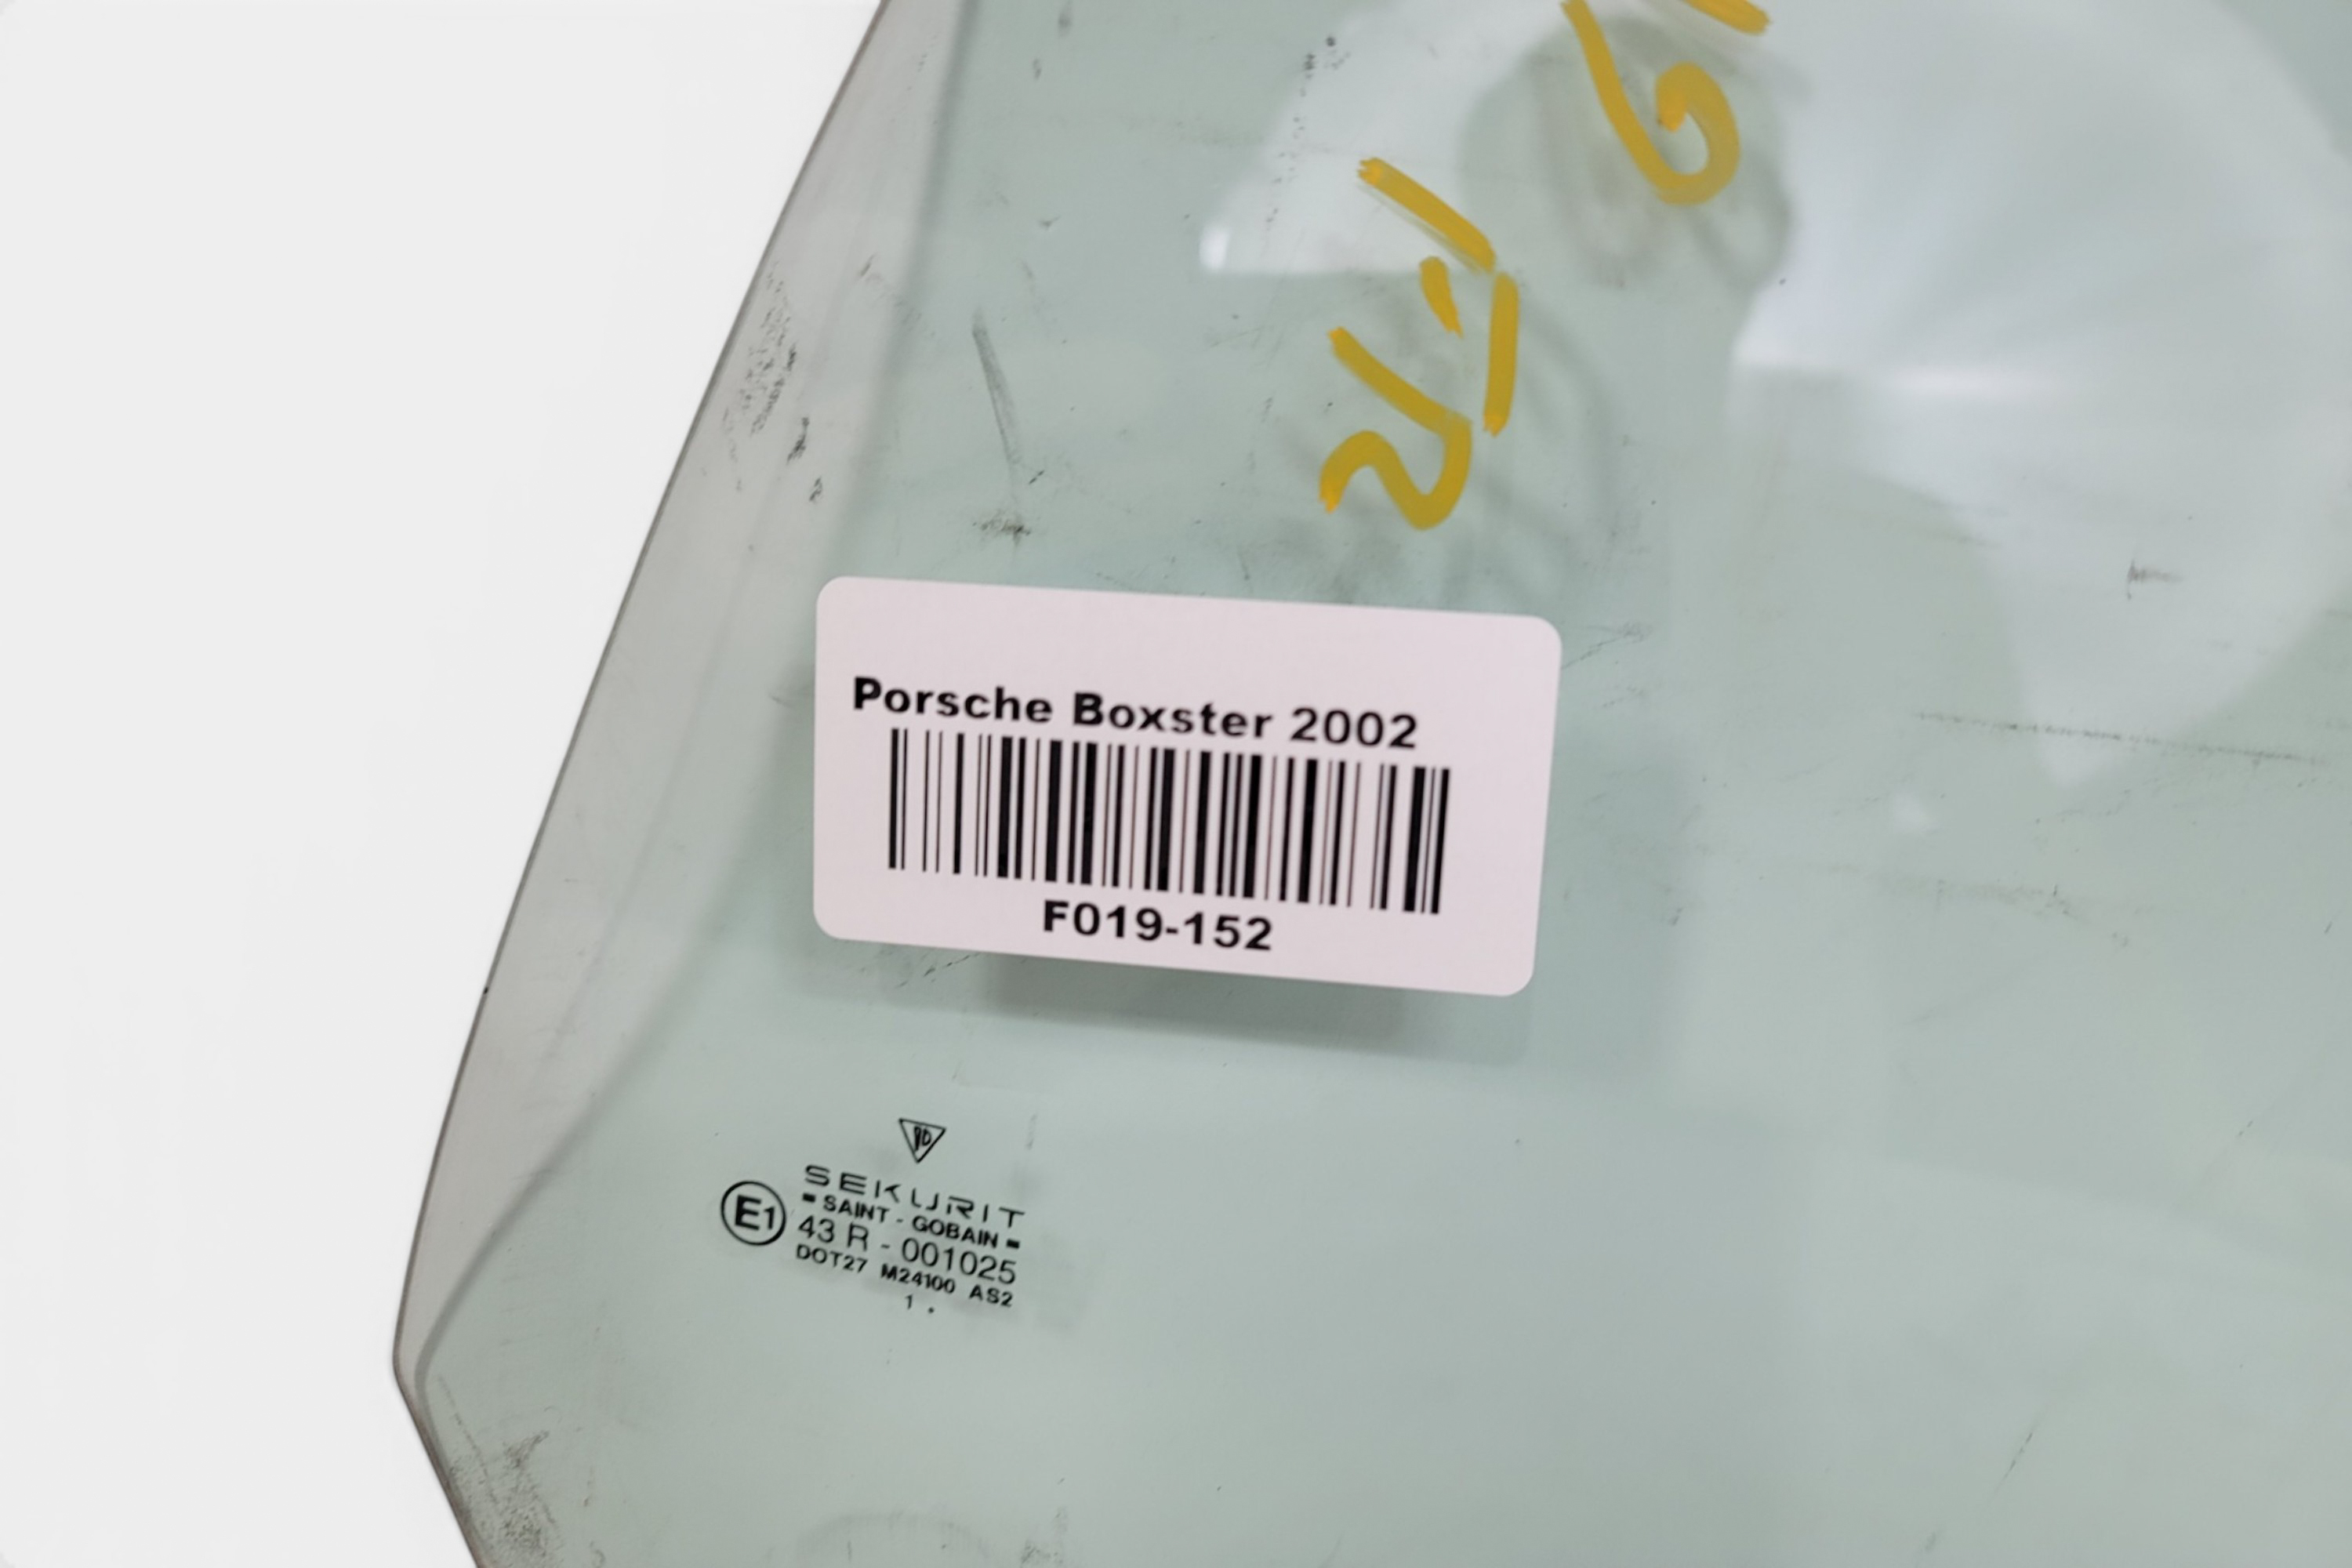 Porsche Boxster 2002
F019-152
SEKURIT
SAINT - GOBAIN
E1
43 R - 001025
DOT27 M24100 AS2
1 .